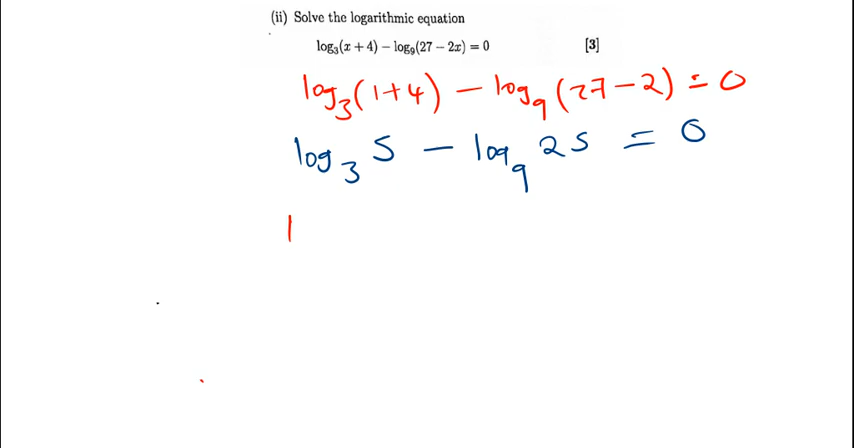 (ii) Solve the logarithmic equation
log₃(x + 4) − log₉(27 − 2x) = 0 [3]
log₃(1+4) − log₉(27−2) = 0
log₃ 5 − log₉ 25 = 0